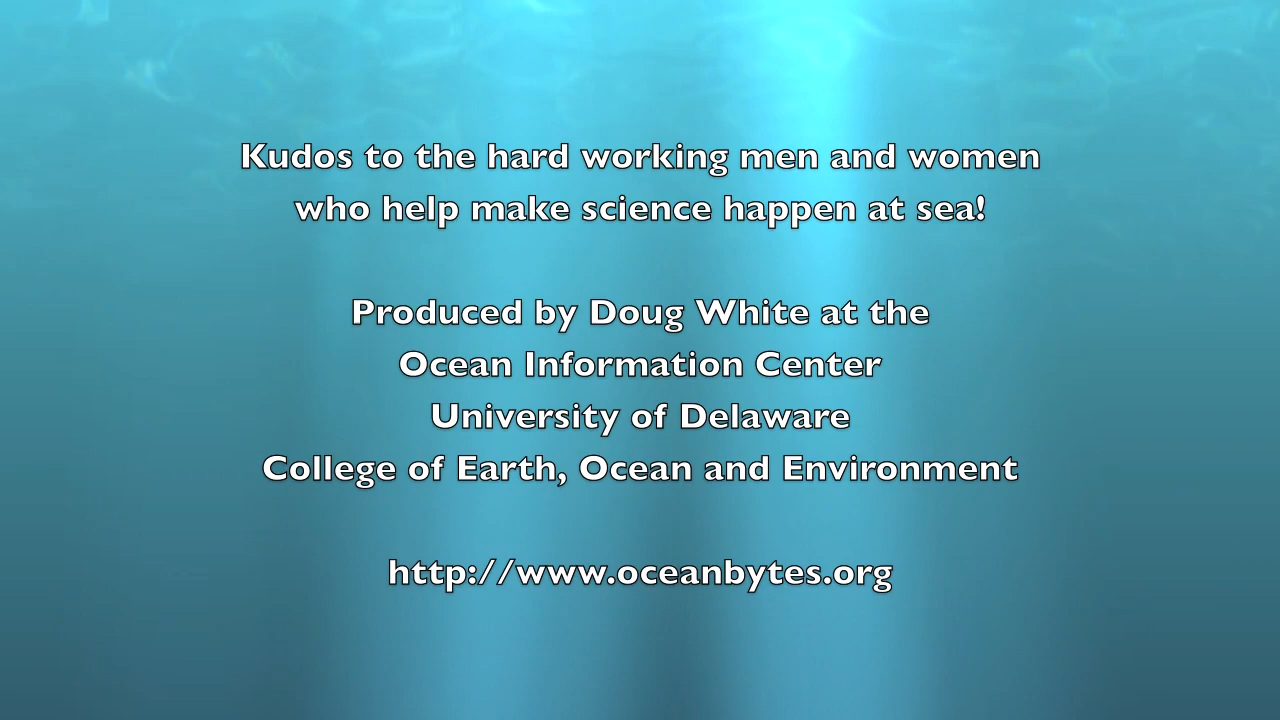 Kudos to the hard working men and women
who help make science happen at sea!
Produced by Doug White at the
Ocean Information Center
University of Delaware
College of Earth, Ocean and Environment
http://www.oceanbytes.org